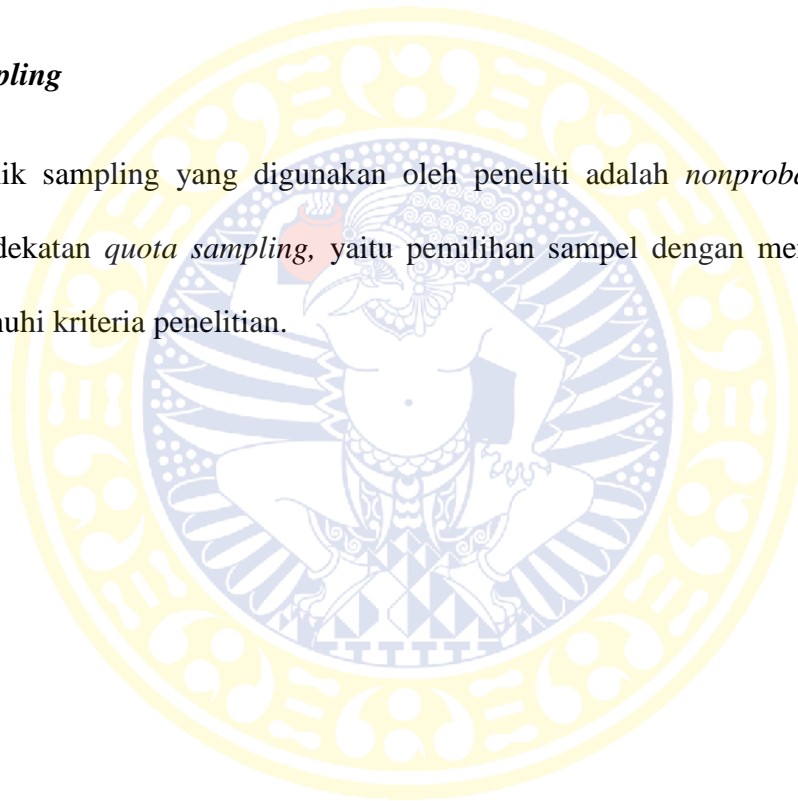 pling
ik sampling yang digunakan oleh peneliti adalah nonproba
dekatan quota sampling, yaitu pemilihan sampel dengan me
uhi kriteria penelitian.